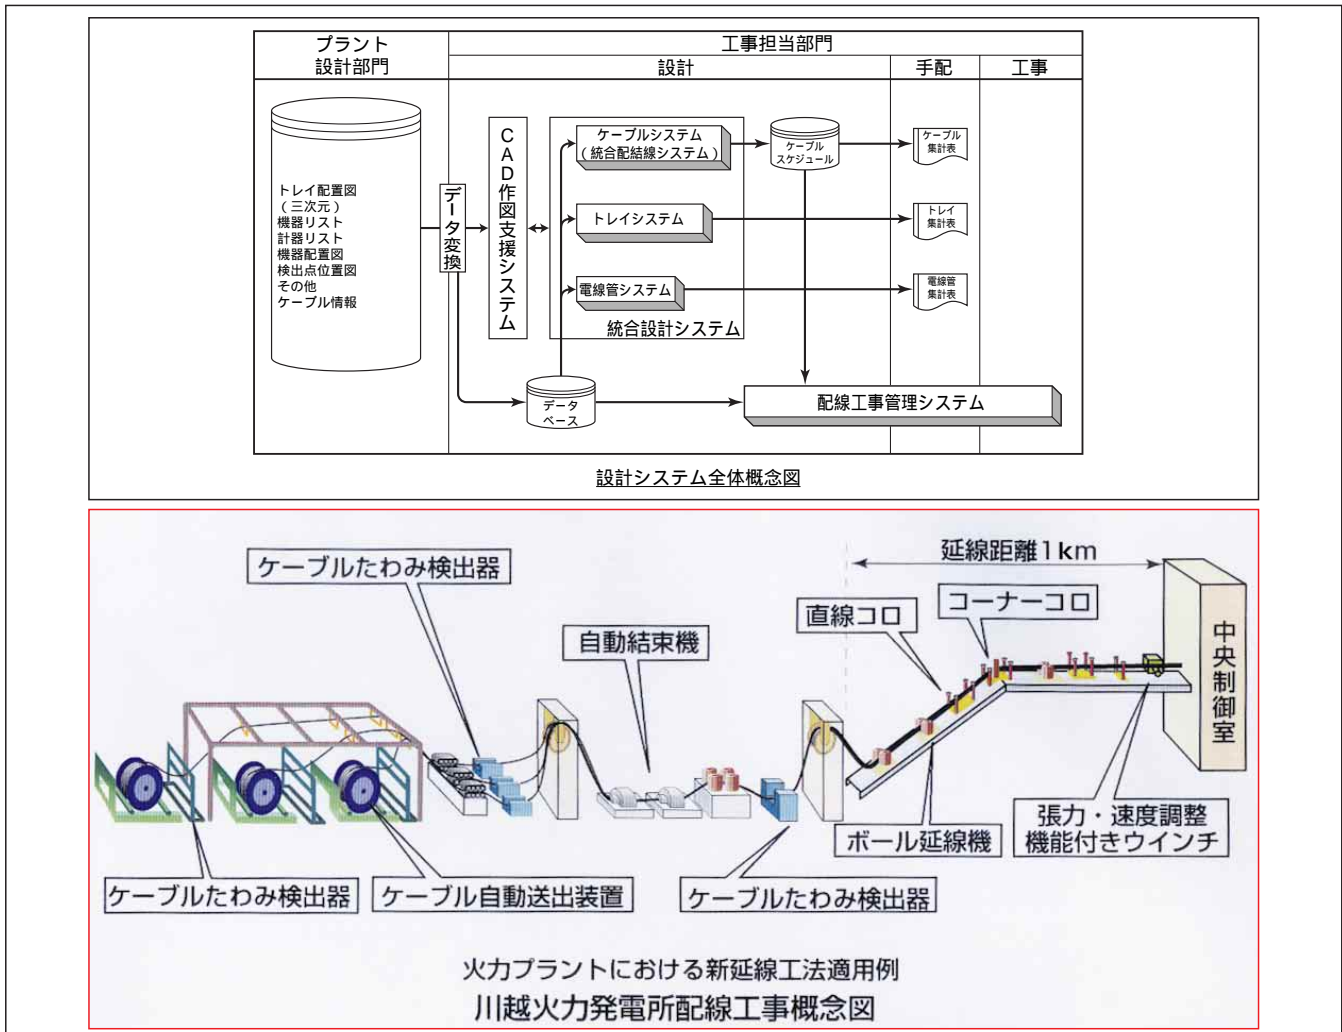 プラント
設計部門
工事担当部門
設計
手配
工事
トレイ配置図
(三次元)
機器リスト
計器リスト
機器配置図
検出点位置図
その他
ケーブル情報
データ変換
CAD作図支援システム
ケーブルシステム
(統合配結線システム)
トレイシステム
電線管システム
統合設計システム
ケーブル
スケジュール
ケーブル
集計表
トレイ
集計表
電線管
集計表
データ
ベース
配線工事管理システム
設計システム全体概念図
延線距離1km
ケーブルたわみ検出器
コーナーコロ
直線コロ
自動結束機
中央制御室
張力・速度調整
機能付きウインチ
ボール延線機
ケーブルたわみ検出器
ケーブル自動送出装置
ケーブルたわみ検出器
火力プラントにおける新延線工法適用例
川越火力発電所配線工事概念図